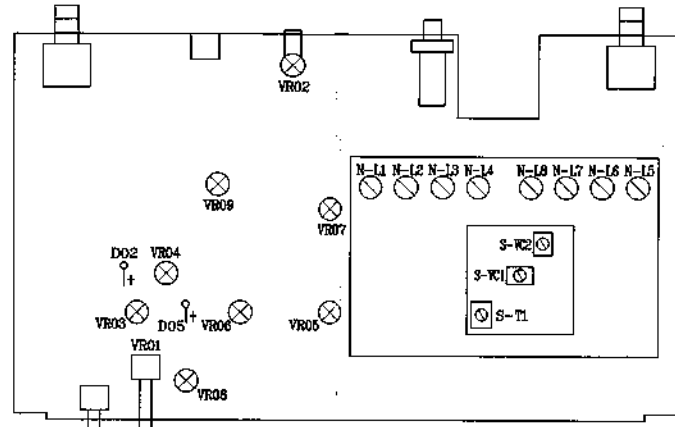 VR02
N-L1 N-L2 N-L3 N-L4 N-L8 N-L7 N-L6 N-L5
VR09
VR07
S-VC2
D02 VR04
S-VC1
VR03 D05 VR06 VR05 S-T1
VR01
VR08